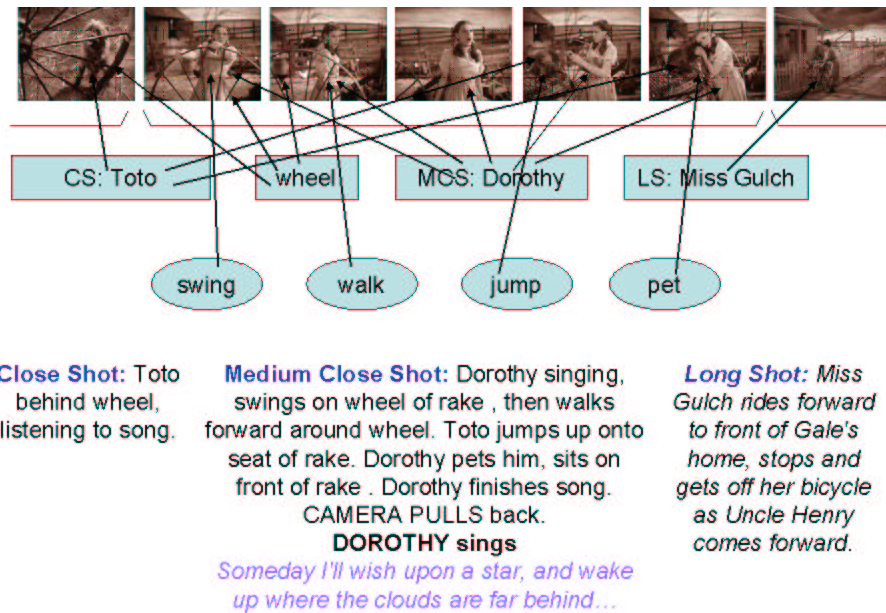 CS: Toto
wheel
MCS: Dorothy
LS: Miss Gulch
swing
walk
jump
pet
Close Shot: Toto
behind wheel,
listening to song.
Medium Close Shot: Dorothy singing,
swings on wheel of rake , then walks
forward around wheel. Toto jumps up onto
seat of rake. Dorothy pets him, sits on
front of rake . Dorothy finishes song.
CAMERA PULLS back.
DOROTHY sings
Someday I'll wish upon a star, and wake
up where the clouds are far behind…
Long Shot: Miss
Gulch rides forward
to front of Gale's
home, stops and
gets off her bicycle
as Uncle Henry
comes forward.